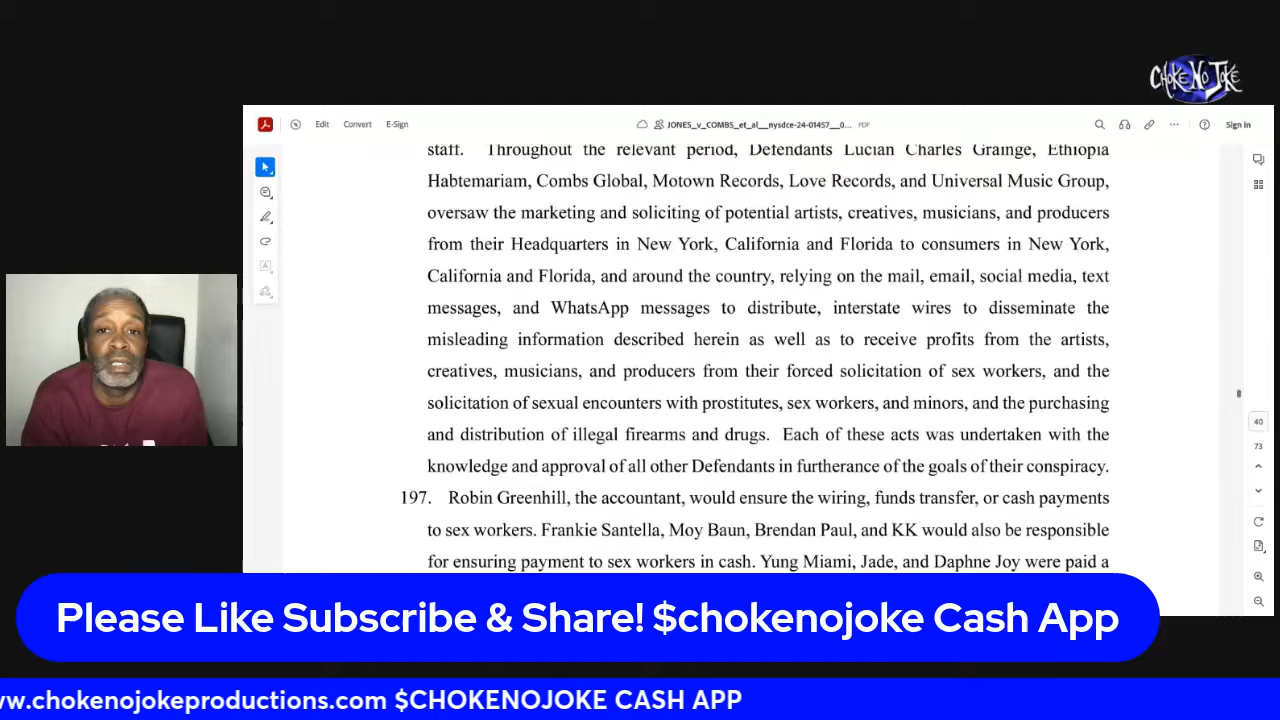 CHOKE NO JOKE
Edit Convert E-Sign JONES_v_COMBS_et_al__nysdce-24-01457__0... PDF Sign in
staff. Throughout the relevant period, Defendants Lucian Charles Grainge, Ethiopia
Habtemariam, Combs Global, Motown Records, Love Records, and Universal Music Group,
oversaw the marketing and soliciting of potential artists, creatives, musicians, and producers
from their Headquarters in New York, California and Florida to consumers in New York,
California and Florida, and around the country, relying on the mail, email, social media, text
messages, and WhatsApp messages to distribute, interstate wires to disseminate the
misleading information described herein as well as to receive profits from the artists,
creatives, musicians, and producers from their forced solicitation of sex workers, and the
solicitation of sexual encounters with prostitutes, sex workers, and minors, and the purchasing
and distribution of illegal firearms and drugs. Each of these acts was undertaken with the
knowledge and approval of all other Defendants in furtherance of the goals of their conspiracy.
197. Robin Greenhill, the accountant, would ensure the wiring, funds transfer, or cash payments
to sex workers. Frankie Santella, Moy Baun, Brendan Paul, and KK would also be responsible
for ensuring payment to sex workers in cash. Yung Miami, Jade, and Daphne Joy were paid a
40
73
Please Like Subscribe & Share! $chokenojoke Cash App
w.chokenojokeproductions.com $CHOKENOJOKE CASH APP